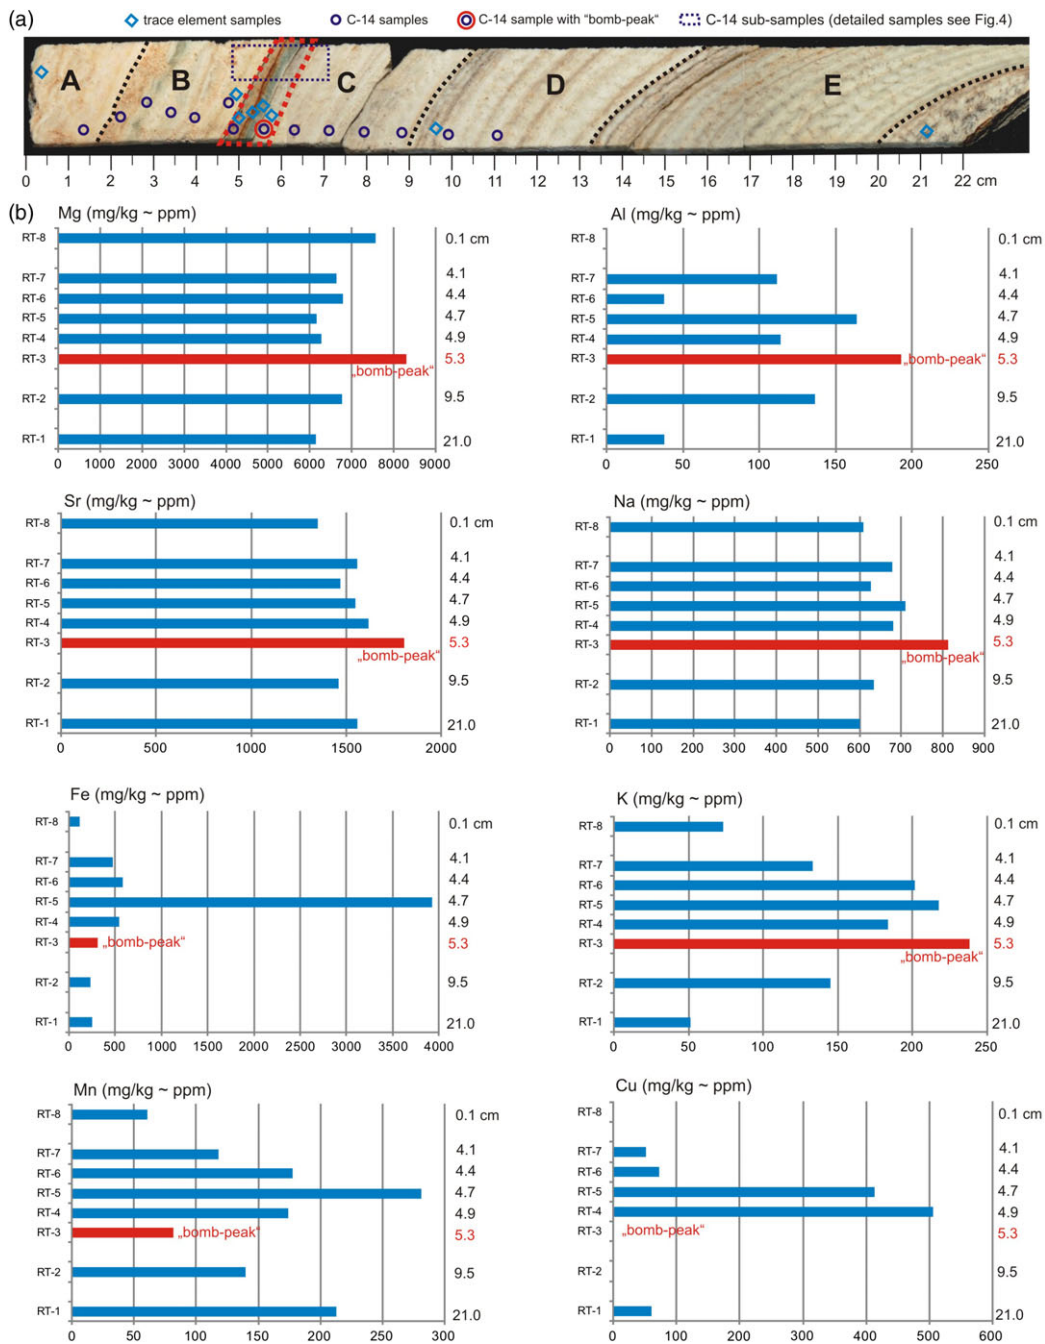 (a)
trace element samples C-14 samples C-14 sample with "bomb-peak“ C-14 sub-samples (detailed samples see Fig.4)
A B C D E
0 1 2 3 4 5 6 7 8 9 10 11 12 13 14 15 16 17 18 19 20 21 22 cm
(b)
Mg (mg/kg ~ ppm)
RT-8 0.1 cm
RT-7 4.1
RT-6 4.4
RT-5 4.7
RT-4 4.9
RT-3 5.3
„bomb-peak“
RT-2 9.5
RT-1 21.0
0 1000 2000 3000 4000 5000 6000 7000 8000 9000
Al (mg/kg ~ ppm)
RT-8 0.1 cm
RT-7 4.1
RT-6 4.4
RT-5 4.7
RT-4 4.9
RT-3 „bomb-peak“ 5.3
RT-2 9.5
RT-1 21.0
0 50 100 150 200 250
Sr (mg/kg ~ ppm)
RT-8 0.1 cm
RT-7 4.1
RT-6 4.4
RT-5 4.7
RT-4 4.9
RT-3 5.3
„bomb-peak“
RT-2 9.5
RT-1 21.0
0 500 1000 1500 2000
Na (mg/kg ~ ppm)
RT-8 0.1 cm
RT-7 4.1
RT-6 4.4
RT-5 4.7
RT-4 4.9
RT-3 5.3
„bomb-peak“
RT-2 9.5
RT-1 21.0
0 100 200 300 400 500 600 700 800 900
Fe (mg/kg ~ ppm)
RT-8 0.1 cm
RT-7 4.1
RT-6 4.4
RT-5 4.7
RT-4 4.9
RT-3 „bomb-peak“ 5.3
RT-2 9.5
RT-1 21.0
0 500 1000 1500 2000 2500 3000 3500 4000
K (mg/kg ~ ppm)
RT-8 0.1 cm
RT-7 4.1
RT-6 4.4
RT-5 4.7
RT-4 4.9
RT-3 5.3
„bomb-peak“
RT-2 9.5
RT-1 21.0
0 50 100 150 200 250
Mn (mg/kg ~ ppm)
RT-8 0.1 cm
RT-7 4.1
RT-6 4.4
RT-5 4.7
RT-4 4.9
RT-3 „bomb-peak“ 5.3
RT-2 9.5
RT-1 21.0
0 50 100 150 200 250 300
Cu (mg/kg ~ ppm)
RT-8 0.1 cm
RT-7 4.1
RT-6 4.4
RT-5 4.7
RT-4 4.9
RT-3 „bomb-peak“ 5.3
RT-2 9.5
RT-1 21.0
0 100 200 300 400 500 600